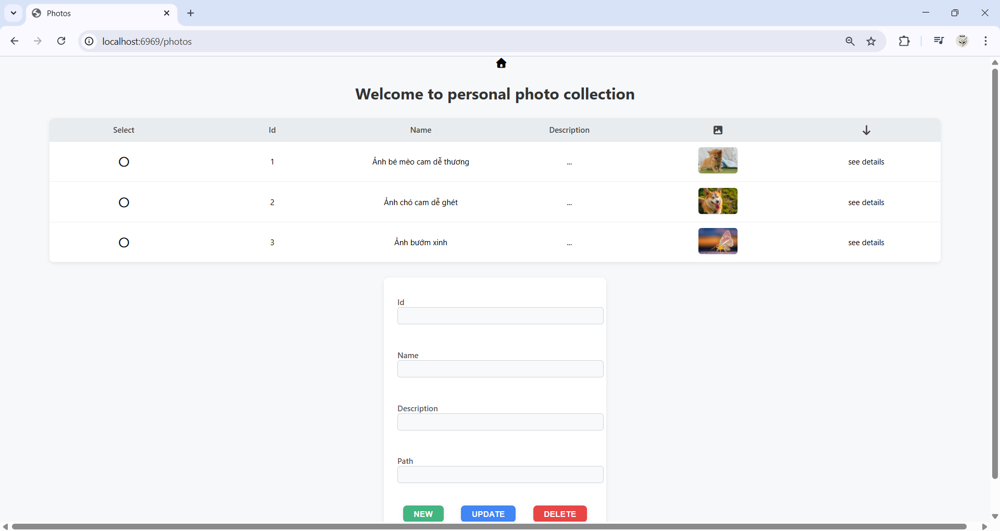 Photos
localhost:6969/photos
Welcome to personal photo collection
Select Id Name Description
1 Ảnh bé mèo cam dễ thương ... see details
2 Ảnh chó cam dễ ghét ... see details
3 Ảnh bướm xinh ... see details
Id
Name
Description
Path
NEW UPDATE DELETE